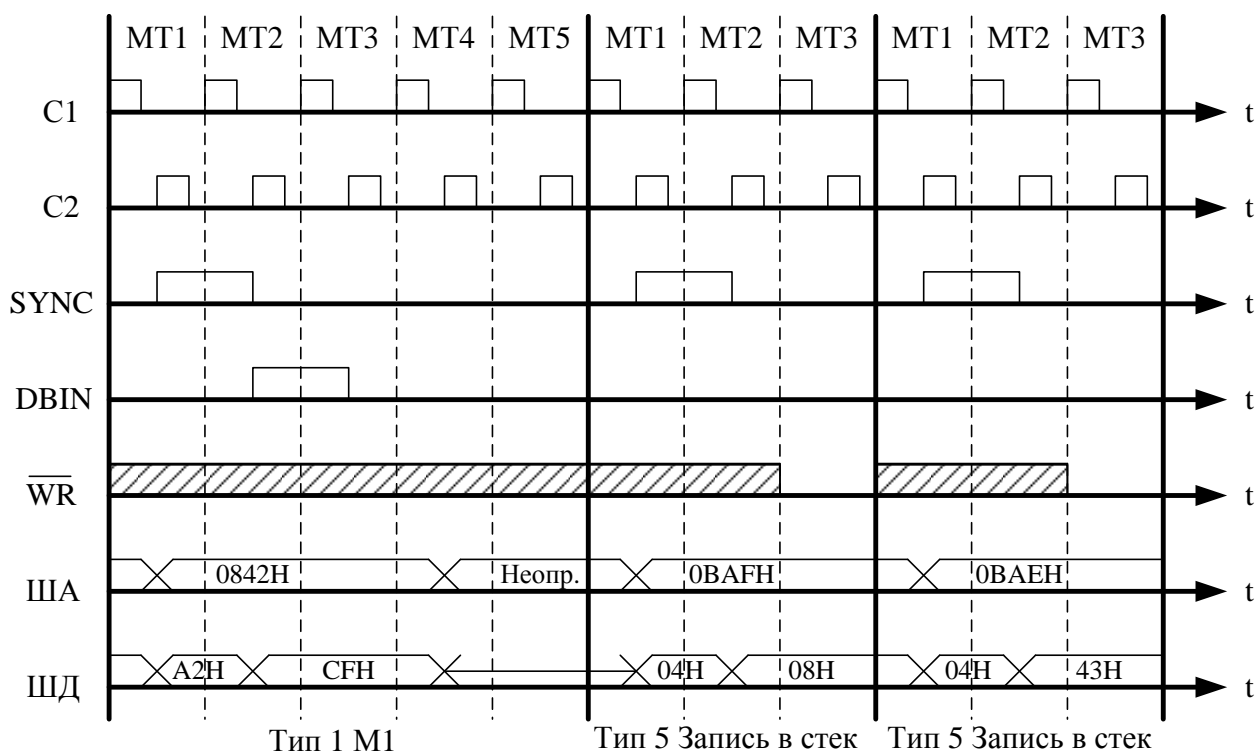 MT1 MT2 MT3 MT4 MT5 MT1 MT2 MT3 MT1 MT2 MT3
C1 t
C2 t
SYNC t
DBIN t
WR t
ША 0842H Неопр. 0BAFH 0BAEH t
ШД A2H CFH 04H 08H 04H 43H t
Тип 1 М1 Тип 5 Запись в стек Тип 5 Запись в стек